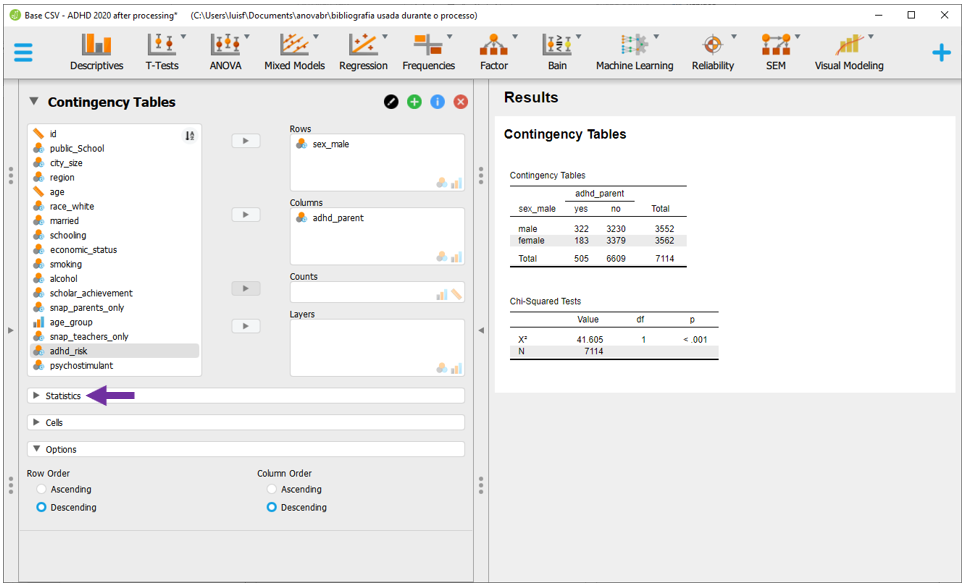 Base CSV - ADHD 2020 after processing* (C:\Users\luisf\Documents\anovabr\bibliografia usada durante o processo)
Descriptives T-Tests ANOVA Mixed Models Regression Frequencies Factor Bain Machine Learning Reliability SEM Visual Modeling
Contingency Tables
id
public_School
city_size
region
age
race_white
married
schooling
economic_status
smoking
alcohol
scholar_achievement
snap_parents_only
age_group
snap_teachers_only
adhd_risk
psychostimulant
Rows
sex_male
Columns
adhd_parent
Counts
Layers
Statistics
Cells
Options
Row Order
Ascending
Descending
Column Order
Ascending
Descending
Results
Contingency Tables
Contingency Tables
adhd_parent
sex_male yes no Total
male 322 3230 3552
female 183 3379 3562
Total 505 6609 7114
Chi-Squared Tests
Value df p
X² 41.605 1 < .001
N 7114